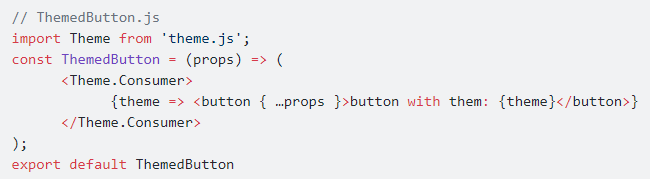 // ThemedButton.js
import Theme from 'theme.js';
const ThemedButton = (props) => (
<Theme.Consumer>
{theme => <button { …props }>button with them: {theme}</button>}
</Theme.Consumer>
);
export default ThemedButton